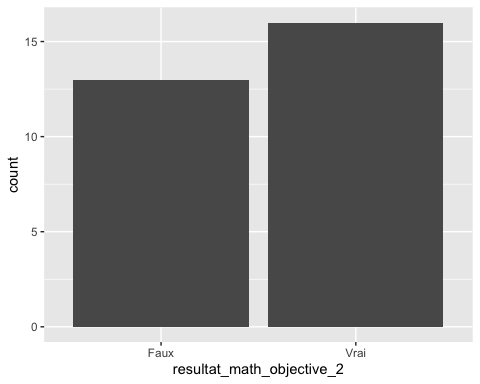 15
10
5
0
count
Faux Vrai
resultat_math_objective_2